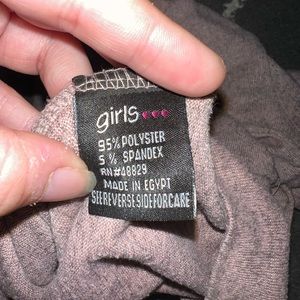 girls
95% POLYSTER
5% SPANDEX
RN#48829
MADE IN EGYPT
SEE REVERSE SIDE FOR CARE